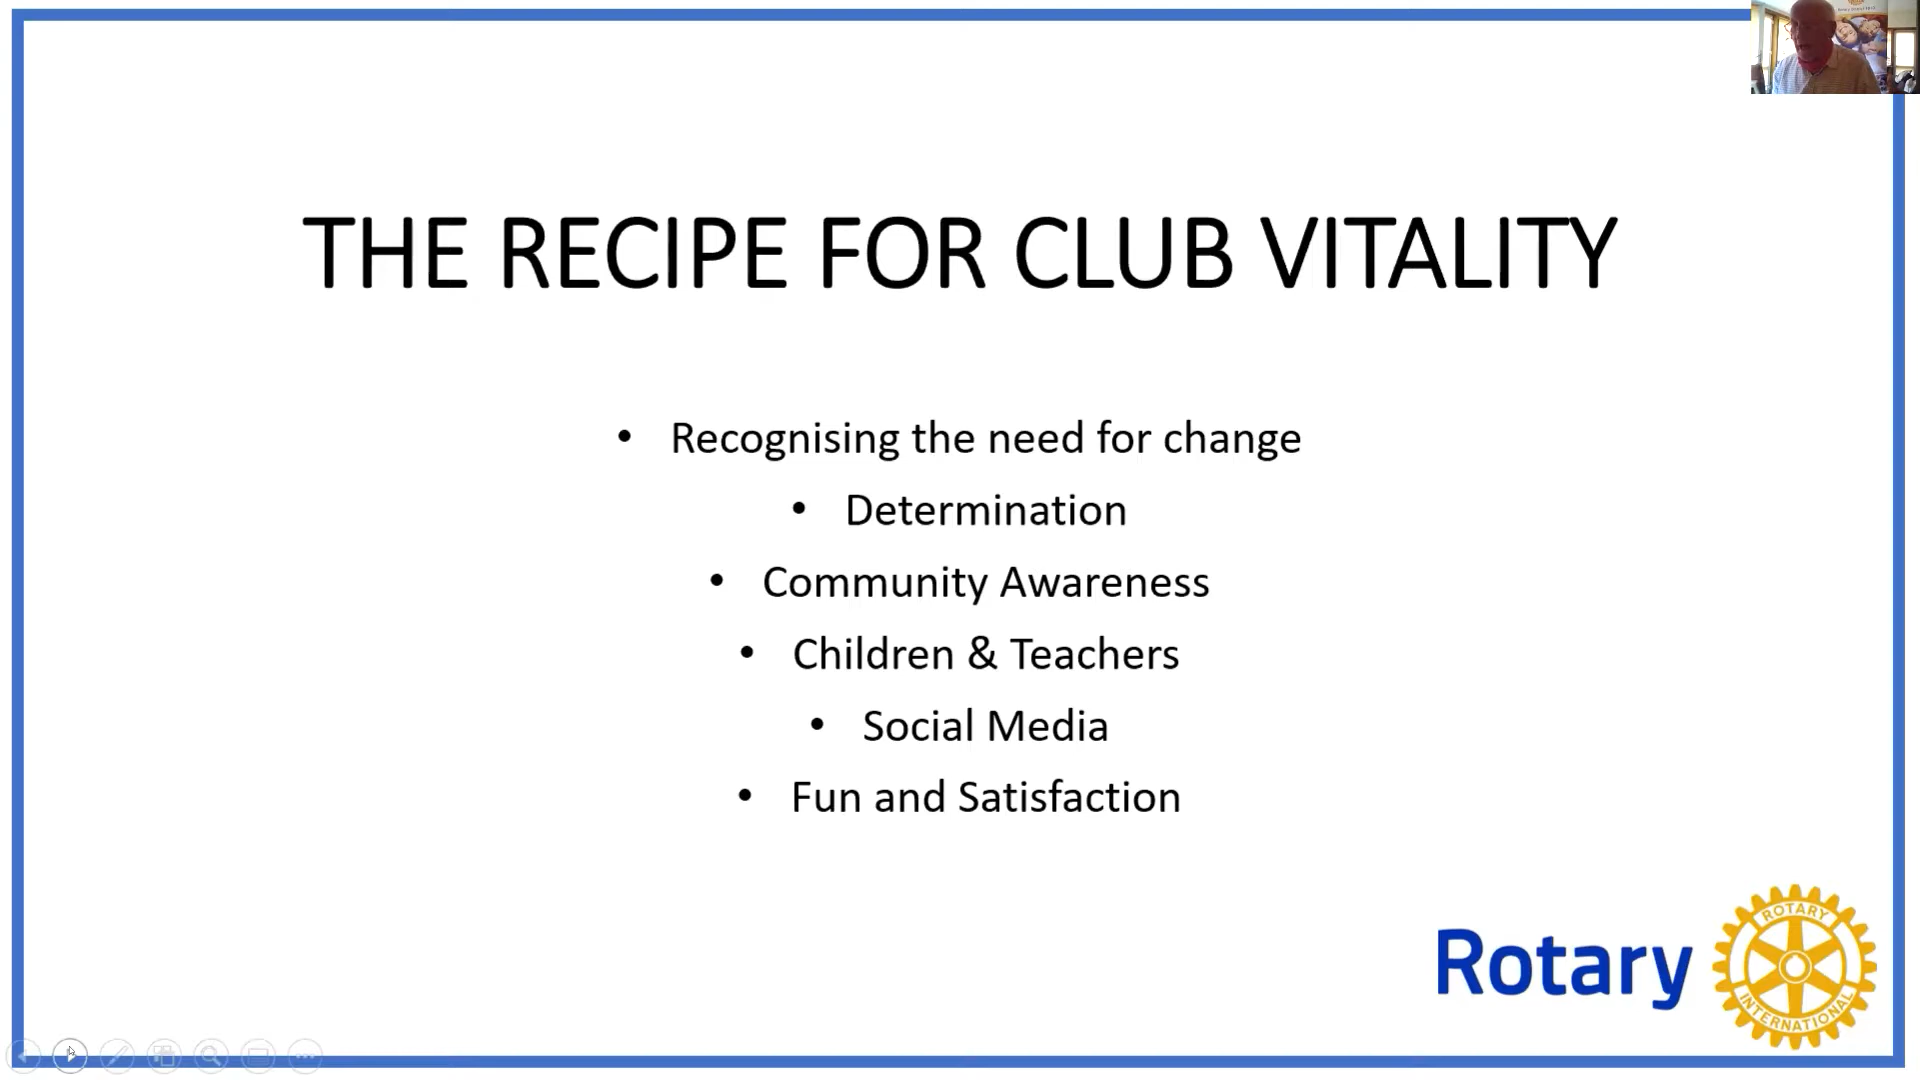 THE RECIPE FOR CLUB VITALITY
• Recognising the need for change
• Determination
• Community Awareness
• Children & Teachers
• Social Media
• Fun and Satisfaction
Rotary
ROTARY
INTERNATIONAL